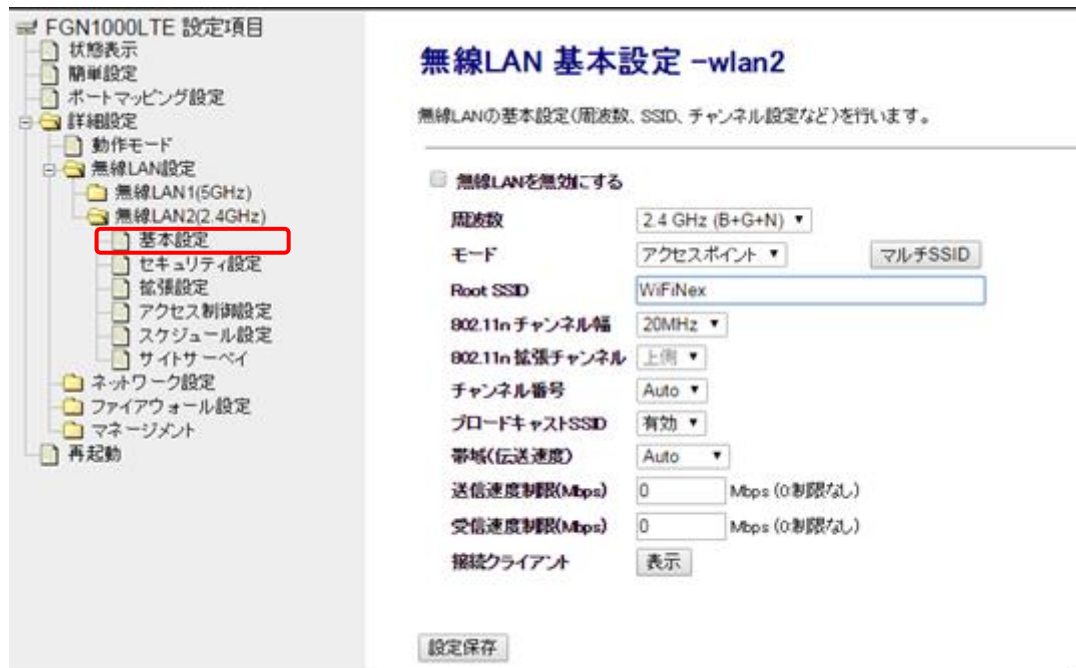 FGN1000LTE 設定項目
状態表示
簡単設定
ポートマッピング設定
詳細設定
動作モード
無線LAN設定
無線LAN1(5GHz)
無線LAN2(2.4GHz)
基本設定
セキュリティ設定
拡張設定
アクセス制御設定
スケジュール設定
サイトサーベイ
ネットワーク設定
ファイアウォール設定
マネージメント
再起動
無線LAN 基本設定 -wlan2
無線LANの基本設定(周波数、SSID、チャンネル設定など)を行います。
無線LANを無効にする
周波数 2.4 GHz (B+G+N)
モード アクセスポイント マルチSSID
Root SSID WiFiNex
802.11n チャンネル幅 20MHz
802.11n 拡張チャンネル 上側
チャンネル番号 Auto
ブロードキャストSSID 有効
帯域(伝送速度) Auto
送信速度制限(Mbps) 0 Mbps (0:制限なし)
受信速度制限(Mbps) 0 Mbps (0:制限なし)
接続クライアント 表示
設定保存